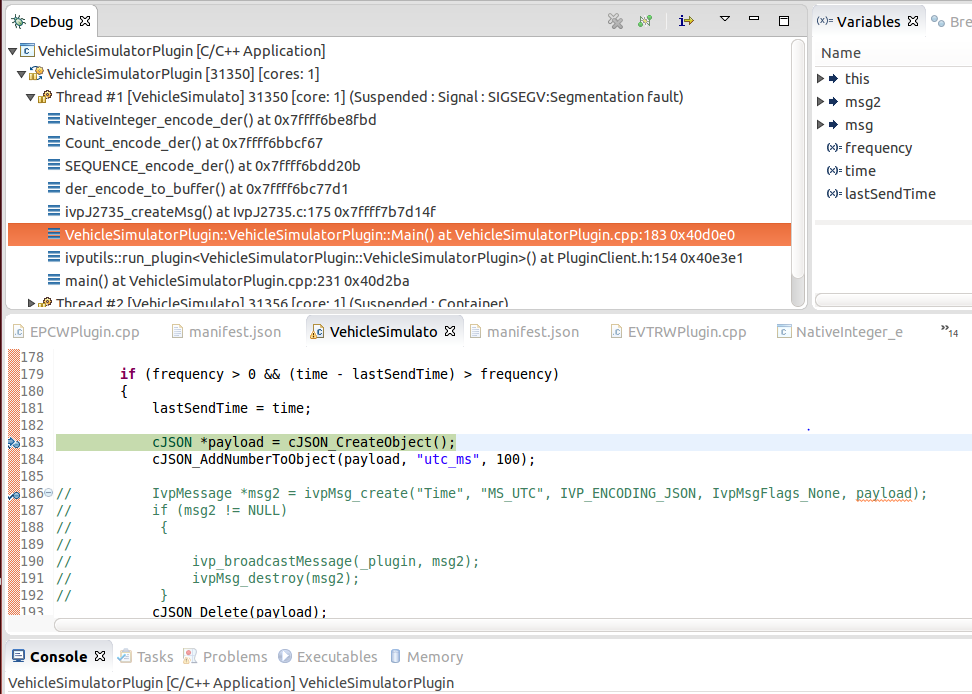 Debug
VehicleSimulatorPlugin [C/C++ Application]
VehicleSimulatorPlugin [31350] [cores: 1]
Thread #1 [VehicleSimulato] 31350 [core: 1] (Suspended : Signal : SIGSEGV:Segmentation fault)
NativeInteger_encode_der() at 0x7ffff6be8fbd
Count_encode_der() at 0x7ffff6bbcf67
SEQUENCE_encode_der() at 0x7ffff6bdd20b
der_encode_to_buffer() at 0x7ffff6bc77d1
ivpJ2735_createMsg() at IvpJ2735.c:175 0x7ffff7b7d14f
VehicleSimulatorPlugin::VehicleSimulatorPlugin::Main() at VehicleSimulatorPlugin.cpp:183 0x40d0e0
ivputils::run_plugin<VehicleSimulatorPlugin::VehicleSimulatorPlugin>() at PluginClient.h:154 0x40e3e1
main() at VehicleSimulatorPlugin.cpp:231 0x40d2ba
Thread #2 [VehicleSimulato] 31356 [core: 1] (Suspended : Container)
(x)= Variables Bre
Name
this
msg2
msg
(x)= frequency
(x)= time
(x)= lastSendTime
EPCWPlugin.cpp manifest.json VehicleSimulato manifest.json EVTRWPlugin.cpp NativeInteger_e »14
178
179 if (frequency > 0 && (time - lastSendTime) > frequency)
180 {
181 lastSendTime = time;
182
183 cJSON *payload = cJSON_CreateObject();
184 cJSON_AddNumberToObject(payload, "utc_ms", 100);
185
186 // IvpMessage *msg2 = ivpMsg_create("Time", "MS_UTC", IVP_ENCODING_JSON, IvpMsgFlags_None, payload);
187 // if (msg2 != NULL)
188 // {
189 //
190 // ivp_broadcastMessage(_plugin, msg2);
191 // ivpMsg_destroy(msg2);
192 // }
193 cJSON_Delete(payload);
Console Tasks Problems Executables Memory
VehicleSimulatorPlugin [C/C++ Application] VehicleSimulatorPlugin